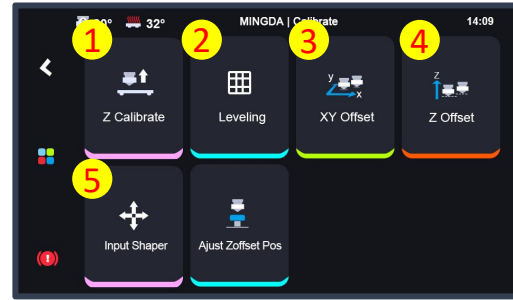 32° MINGDA | Calibrate 14:09
1 2 3 4
y x Z
Z Calibrate Leveling XY Offset Z Offset
5
Input Shaper Ajust Zoffset Pos